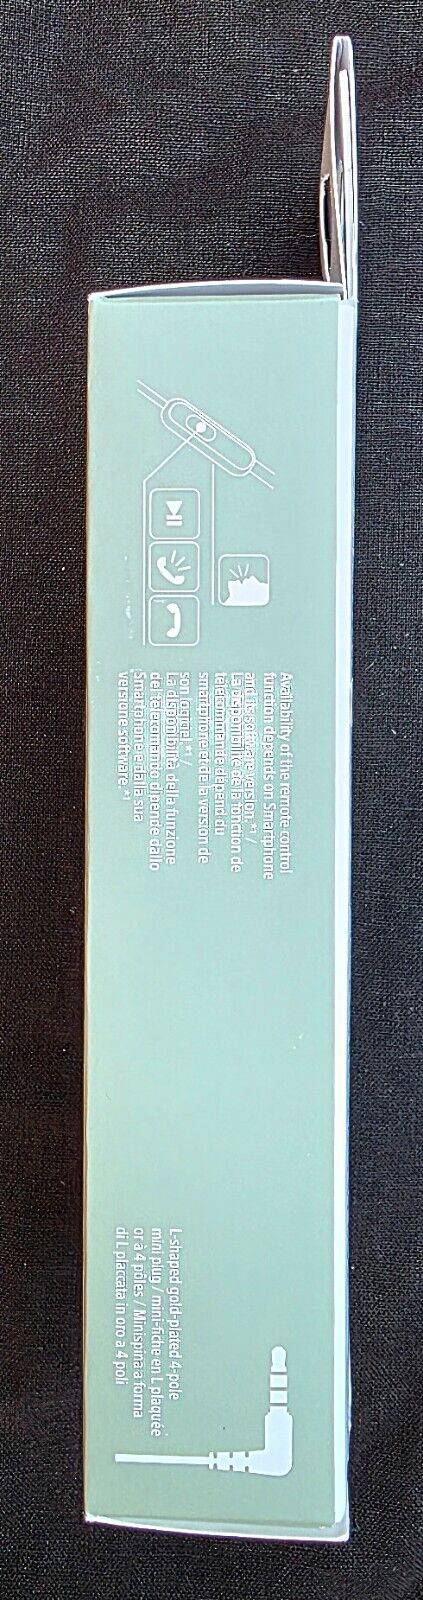 Availability of the remote control
function depends on Smartphone
and its software version.*¹ /
La disponibilité de la fonction de
télécommande dépend du
smartphone et de la version de
son logiciel.*¹ /
La disponibilità della funzione
del telecomando dipende dallo
Smartphone e dalla sua
versione software.*¹
L-shaped gold-plated 4-pole
mini plug / mini-fiche en L plaquée
or à 4 pôles / Minispina a forma
di L placcata in oro a 4 poli